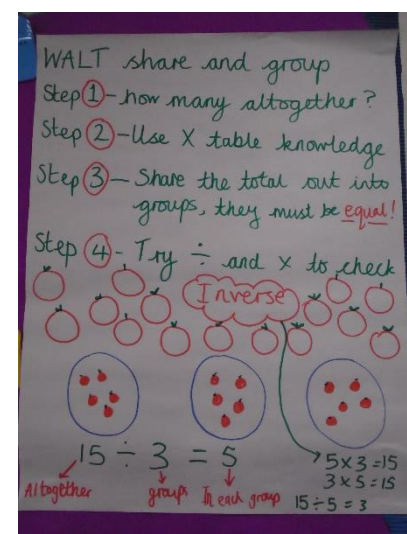 WALT share and group
Step 1 - how many altogether?
Step 2 - Use X table knowledge
Step 3 - Share the total out into
groups, they must be equal!
Step 4 - Try ÷ and x to check
Inverse
15 ÷ 3 = 5
Altogether groups In each group
5 x 3 = 15
3 x 5 = 15
15 ÷ 5 = 3